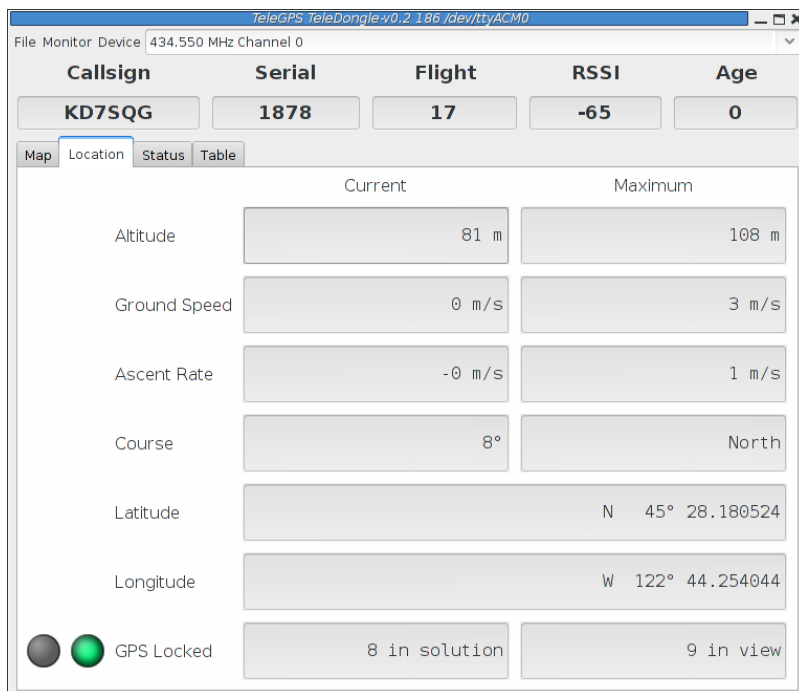 TeleGPS TeleDongle-v0.2 186 /dev/ttyACM0
File Monitor Device 434.550 MHz Channel 0
Callsign Serial Flight RSSI Age
KD7SQG 1878 17 -65 0
Map Location Status Table
Current Maximum
Altitude 81 m 108 m
Ground Speed 0 m/s 3 m/s
Ascent Rate -0 m/s 1 m/s
Course 8° North
Latitude N 45° 28.180524
Longitude W 122° 44.254044
GPS Locked 8 in solution 9 in view